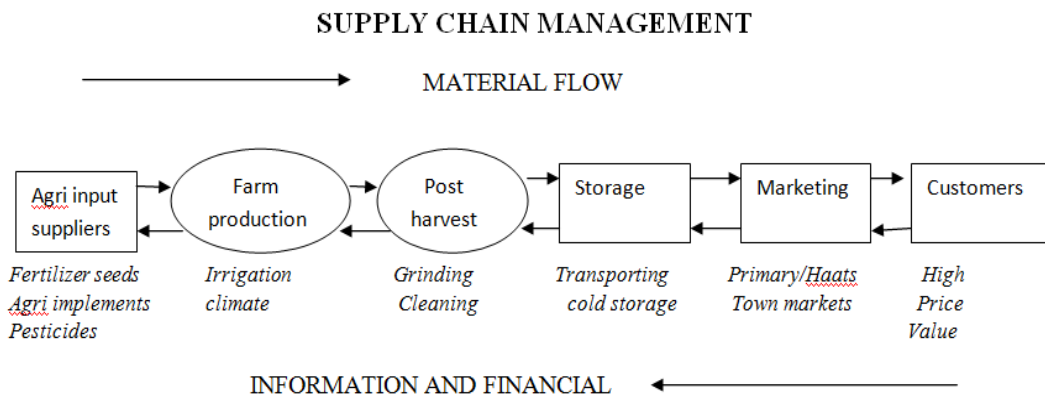 SUPPLY CHAIN MANAGEMENT
MATERIAL FLOW
Agri input
suppliers
Farm
production
Post
harvest
Storage
Marketing
Customers
Fertilizer seeds
Agri implements
Pesticides
Irrigation
climate
Grinding
Cleaning
Transporting
cold storage
Primary/Haats
Town markets
High
Price
Value
INFORMATION AND FINANCIAL